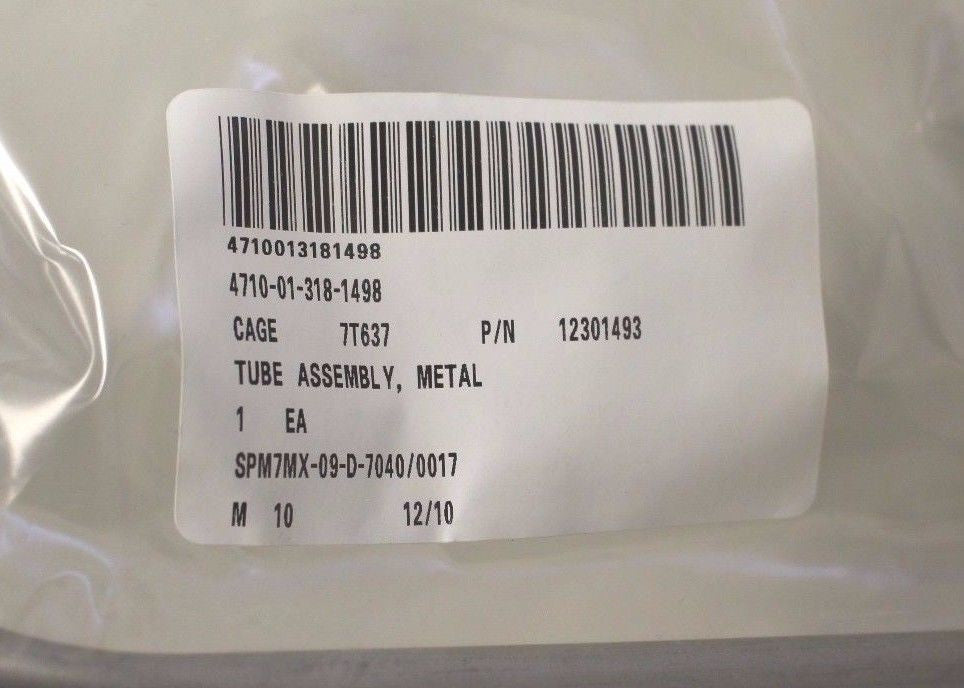 4710013181498
4710-01-318-1498
CAGE 7T637 P/N 12301493
TUBE ASSEMBLY, METAL
1 EA
SPM7MX-09-D-7040/0017
M 10 12/10